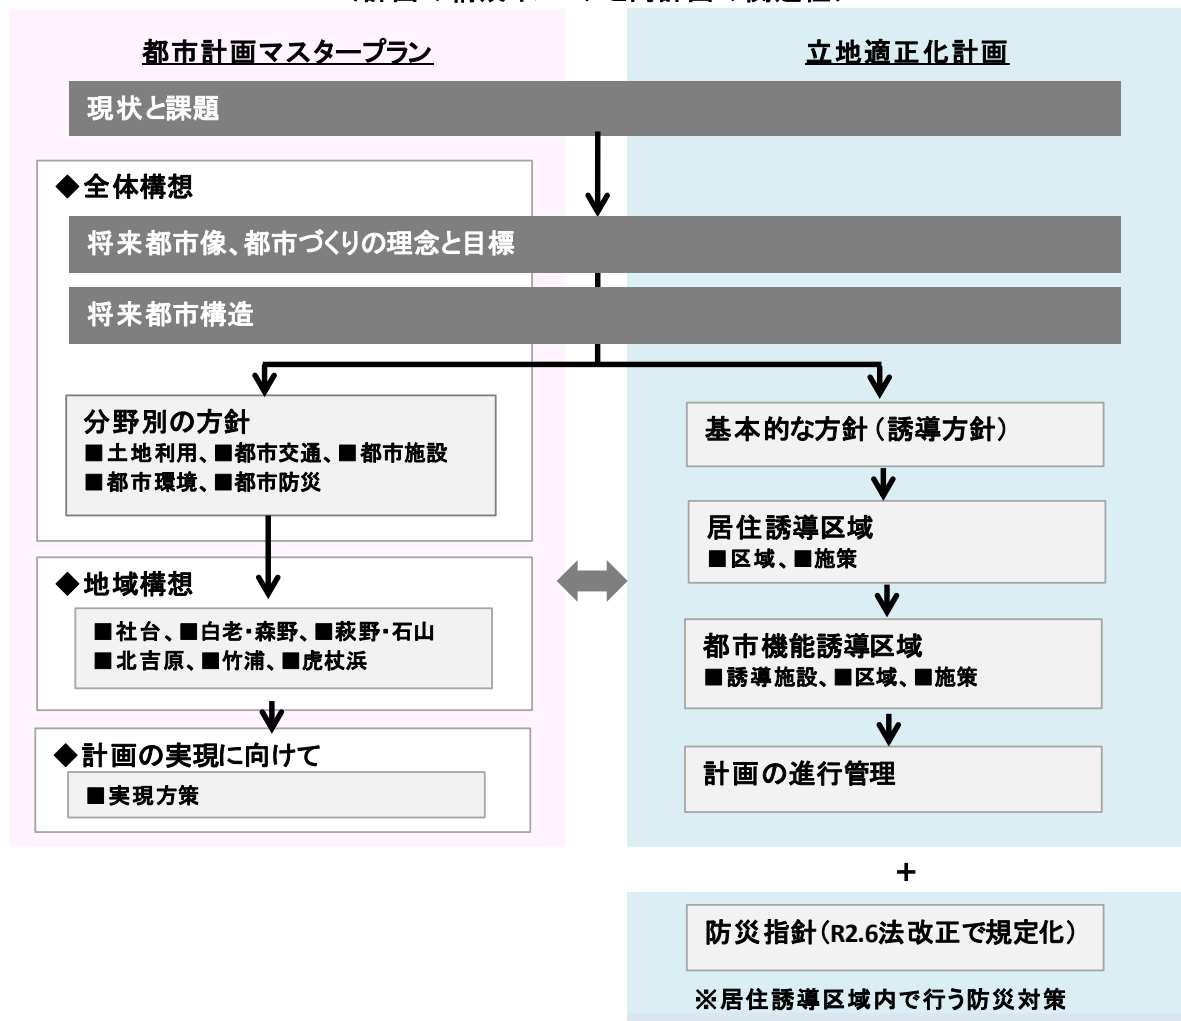 都市計画マスタープラン
立地適正化計画
現状と課題
◆全体構想
将来都市像、都市づくりの理念と目標
将来都市構造
分野別の方針
■土地利用、■都市交通、■都市施設
■都市環境、■都市防災
◆地域構想
■社台、■白老・森野、■萩野・石山
■北吉原、■竹浦、■虎杖浜
◆計画の実現に向けて
■実現方策
基本的な方針（誘導方針）
居住誘導区域
■区域、■施策
都市機能誘導区域
■誘導施設、■区域、■施策
計画の進行管理
+
防災指針（R2.6法改正で規定化）
※居住誘導区域内で行う防災対策